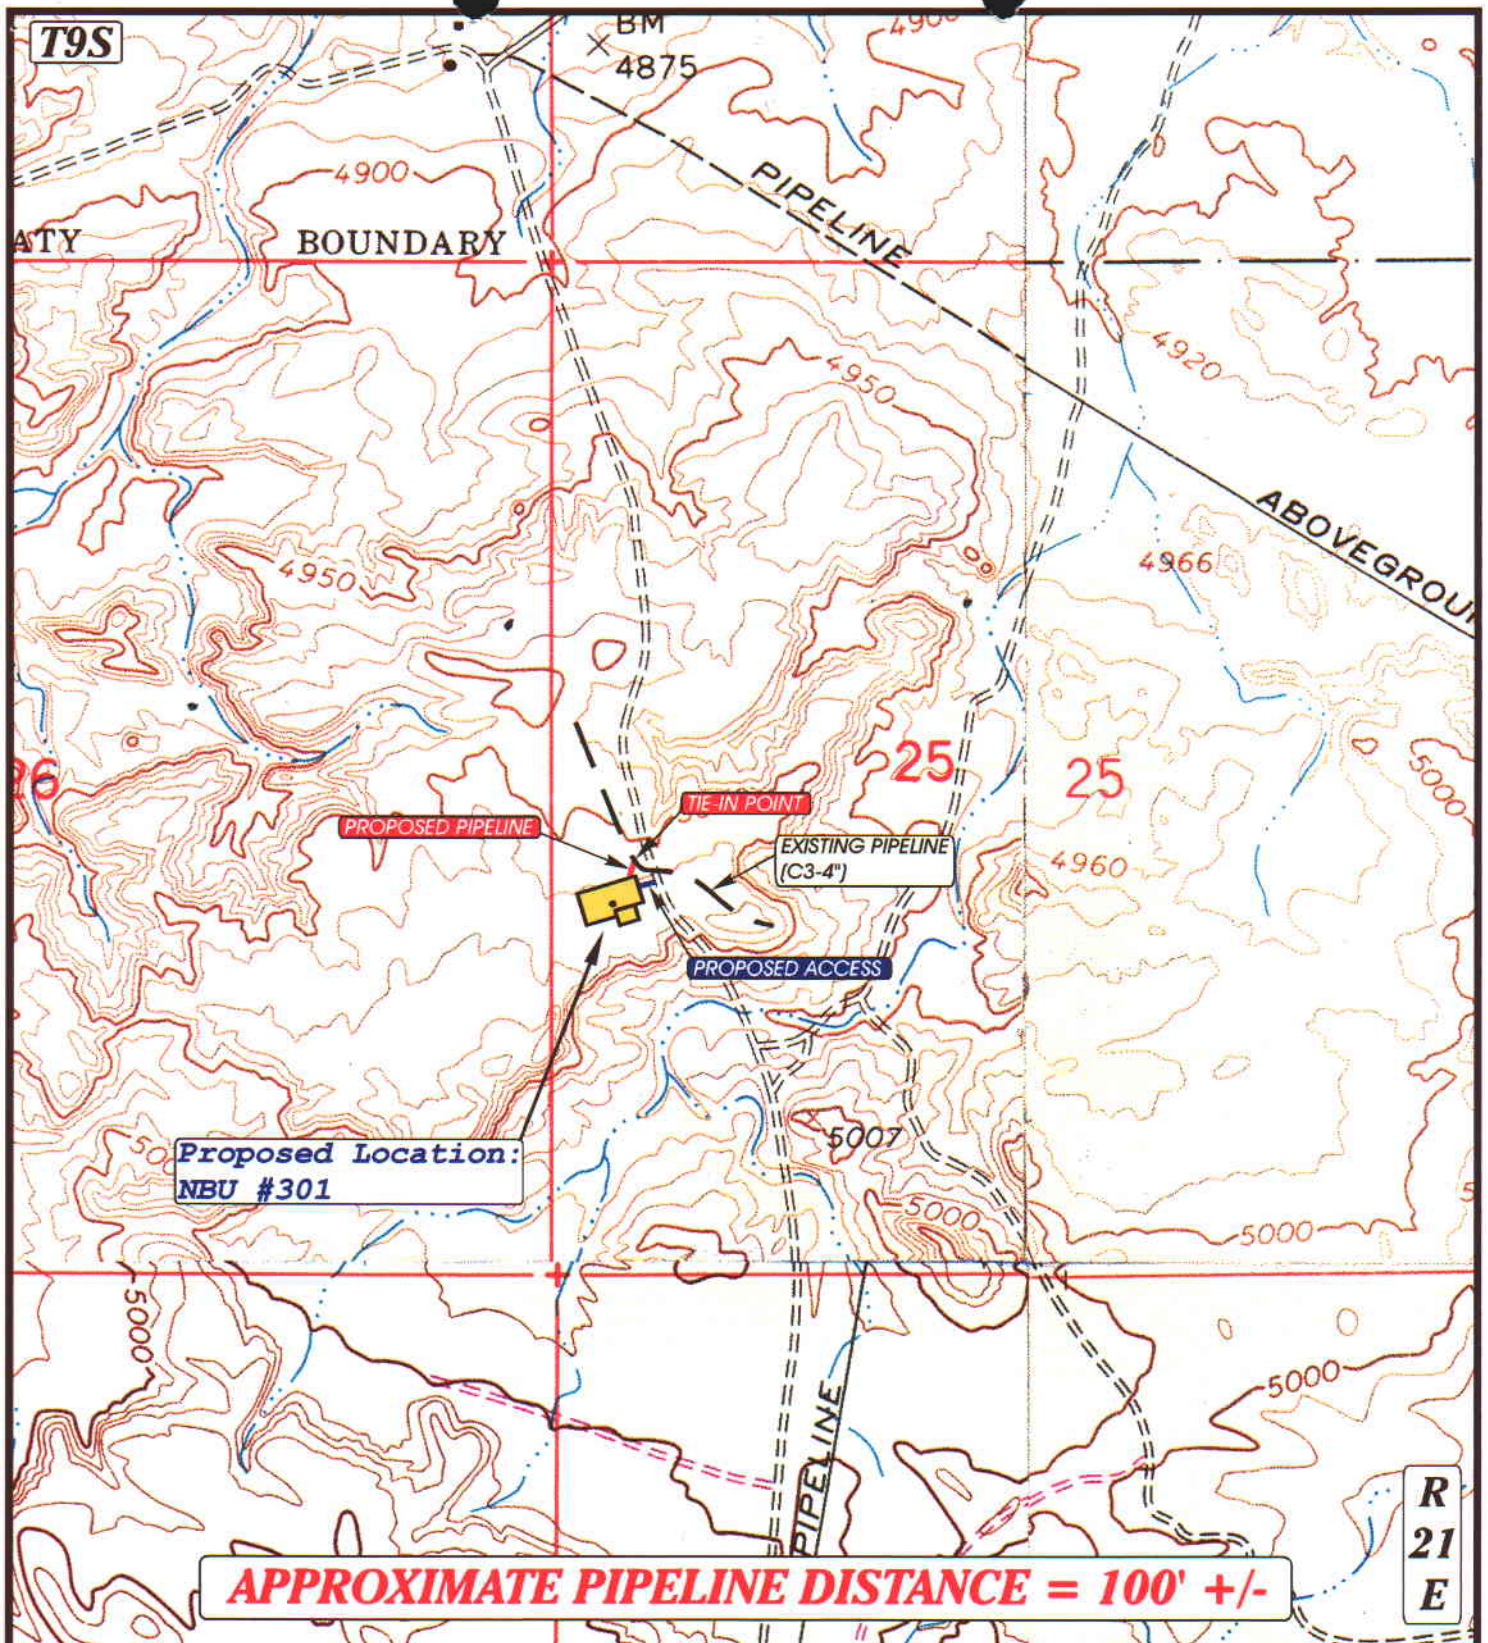 T9S
BM
4875
4900
4900
PIPELINE
ATY BOUNDARY
4920
4950
ABOVEGROU
4966
4950
26
25
25
5000
TIE-IN POINT
PROPOSED PIPELINE
EXISTING PIPELINE
(C3-4")
4960
PROPOSED ACCESS
5007
Proposed Location:
NBU #301
5000
5000
5000
5000
PIPELINE
R
21
E
APPROXIMATE PIPELINE DISTANCE = 100' +/-